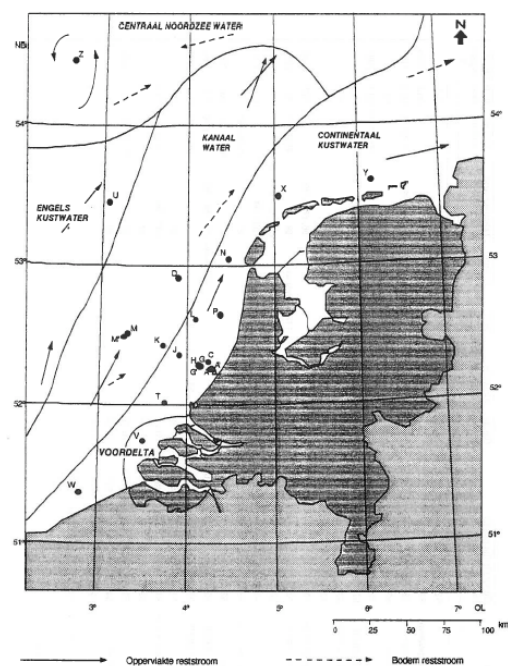 CENTRAAL NOORDZEE WATER
N
NB
Z
54°
54°
KANAAL
WATER
CONTINENTAAL
KUSTWATER
Y
X
U
ENGELS
KUSTWATER
N
53°
53°
D
L
P
M' M
K
J
H G C
T
52°
52°
V
VOORDELTA
W
51°
51°
3° 4° 5° 6° 7° OL
0 25 50 75 100 km
Oppervlakte reststroom
Bodem reststroom